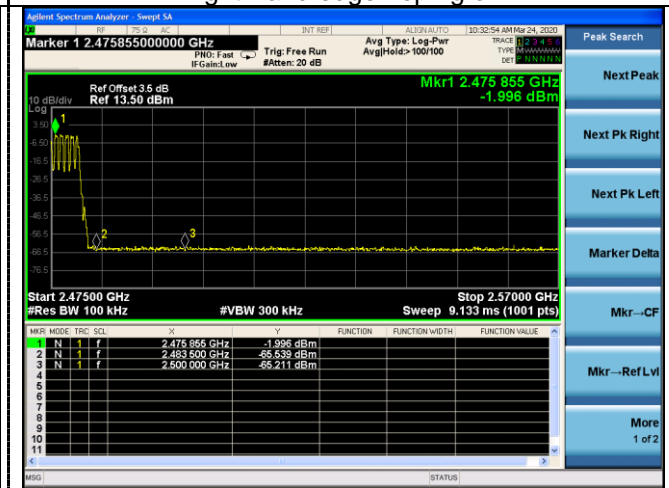 Agilent Spectrum Analyzer - Swept SA
RF 75 Ω AC INT REF ALIGN AUTO 10:32:54 AM Mar 24, 2020
Marker 1 2.475855000000 GHz
PNO: Fast
IFGain:Low
Trig: Free Run
#Atten: 20 dB
Avg Type: Log-Pwr
Avg|Hold:>100/100
TRACE 1 2 3 4 5 6
TYPE M
DET P N N N N N
Peak Search
Mkr1 2.475 855 GHz
-1.996 dBm
Ref Offset 3.5 dB
10 dB/div Ref 13.50 dBm
Log
3.50
-6.50
-16.5
-26.5
-36.5
-46.5
-56.5
-66.5
-76.5
1
2
3
Start 2.47500 GHz Stop 2.57000 GHz
#Res BW 100 kHz #VBW 300 kHz Sweep 9.133 ms (1001 pts)
MKR MODE TRC SCL X Y FUNCTION FUNCTION WIDTH FUNCTION VALUE
1 N 1 f 2.475 855 GHz -1.996 dBm
2 N 1 f 2.483 500 GHz -65.539 dBm
3 N 1 f 2.500 000 GHz -65.211 dBm
4
5
6
7
8
9
10
11
MSG STATUS
Next Peak
Next Pk Right
Next Pk Left
Marker Delta
Mkr→CF
Mkr→Ref Lvl
More
1 of 2